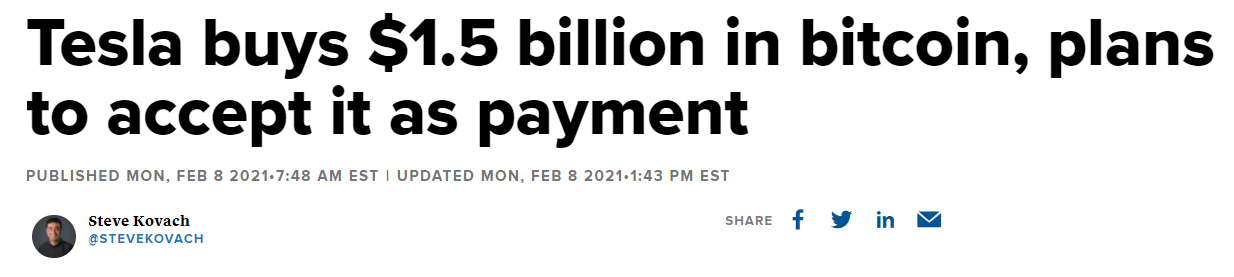 Tesla buys $1.5 billion in bitcoin, plans
to accept it as payment
PUBLISHED MON, FEB 8 2021•7:48 AM EST | UPDATED MON, FEB 8 2021•1:43 PM EST
Steve Kovach
@STEVEKOVACH
SHARE